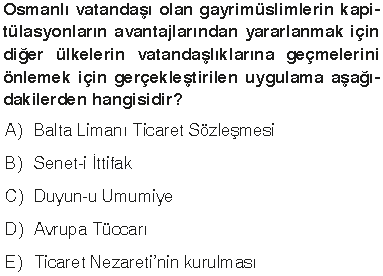 Osmanlı vatandaşı olan gayrimüslimlerin kapi-
tülasyonların avantajlarından yararlanmak için
diğer ülkelerin vatandaşlıklarına geçmelerini
önlemek için gerçekleştirilen uygulama aşağı-
dakilerden hangisidir?
A) Balta Limanı Ticaret Sözleşmesi
B) Senet-i İttifak
C) Duyun-u Umumiye
D) Avrupa Tüccarı
E) Ticaret Nezareti'nin kurulması